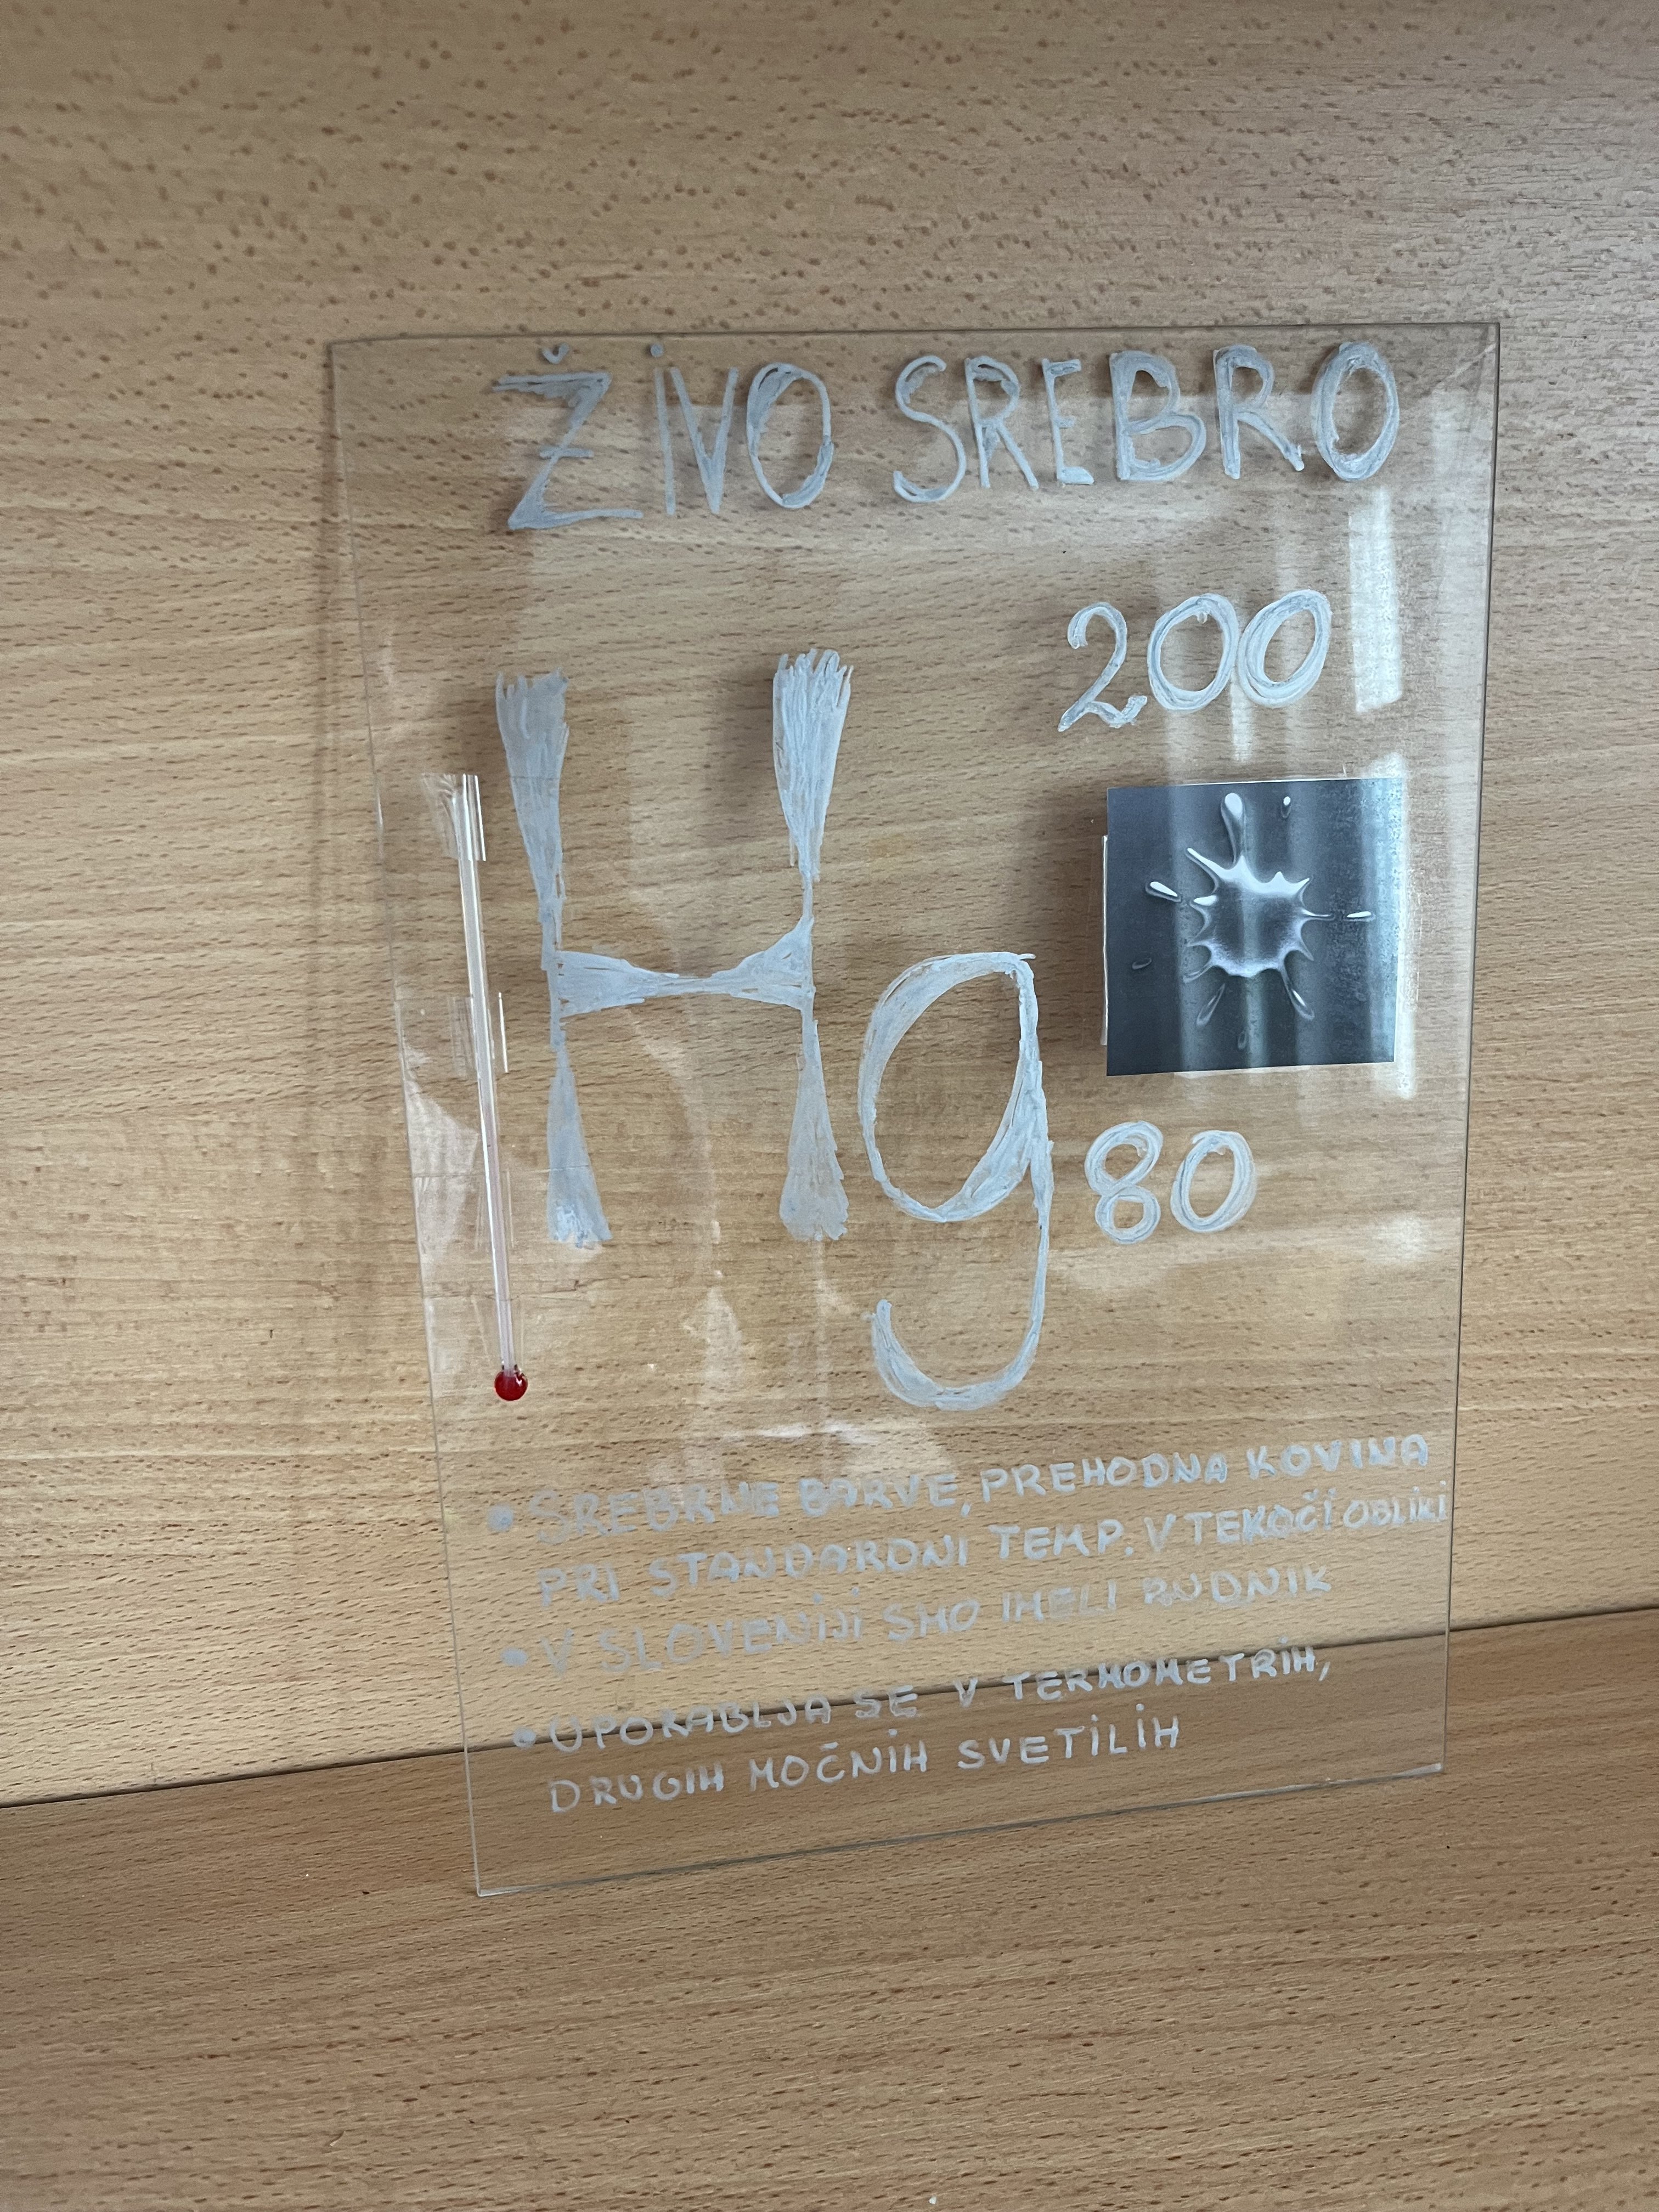 ŽIVO SREBRO
200
Hg
80
• SREBRNE BARVE, PREHODNA KOVINA
PRI STANDARDNI TEMP. V TEKOČI OBLIKI
• V SLOVENIJI SMO IMELI RUDNIK
• UPORABLJA SE V TERMOMETRIH,
DRUGIH MOČNIH SVETILIH